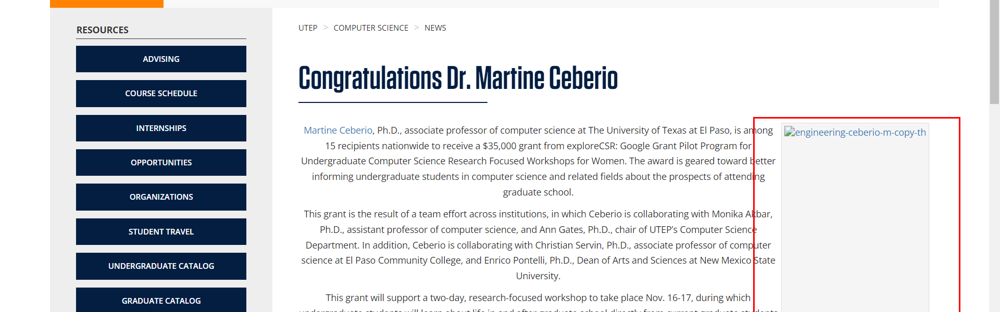 RESOURCES
ADVISING
COURSE SCHEDULE
INTERNSHIPS
OPPORTUNITIES
ORGANIZATIONS
STUDENT TRAVEL
UNDERGRADUATE CATALOG
GRADUATE CATALOG
UTEP > COMPUTER SCIENCE > NEWS
Congratulations Dr. Martine Ceberio
Martine Ceberio, Ph.D., associate professor of computer science at The University of Texas at El Paso, is among
15 recipients nationwide to receive a $35,000 grant from exploreCSR: Google Grant Pilot Program for
Undergraduate Computer Science Research Focused Workshops for Women. The award is geared toward better
informing undergraduate students in computer science and related fields about the prospects of attending
graduate school.
This grant is the result of a team effort across institutions, in which Ceberio is collaborating with Monika Akbar,
Ph.D., assistant professor of computer science, and Ann Gates, Ph.D., chair of UTEP’s Computer Science
Department. In addition, Ceberio is collaborating with Christian Servin, Ph.D., associate professor of computer
science at El Paso Community College, and Enrico Pontelli, Ph.D., Dean of Arts and Sciences at New Mexico State
University.
This grant will support a two-day, research-focused workshop to take place Nov. 16-17, during which
engineering-ceberio-m-copy-th